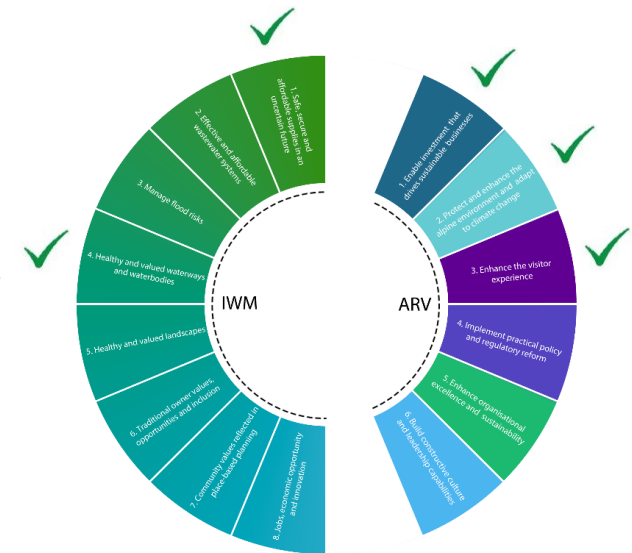 1. Safe, secure and
affordable supplies in an
uncertain future
2. Effective and affordable
wastewater systems
3. Manage flood risks
4. Healthy and valued waterways
and waterbodies
5. Healthy and valued landscapes
6. Traditional owner values,
opportunities and inclusion
7. Community values reflected in
place-based planning
8. Jobs, economic opportunity
and innovation
IWM
ARV
1. Enable investment that
drives sustainable businesses
2. Protect and enhance the
alpine environment and adapt
to climate change
3. Enhance the visitor
experience
4. Implement practical policy
and regulatory reform
5. Enhance organisational
excellence and sustainability
6. Build constructive culture
and leadership capabilities